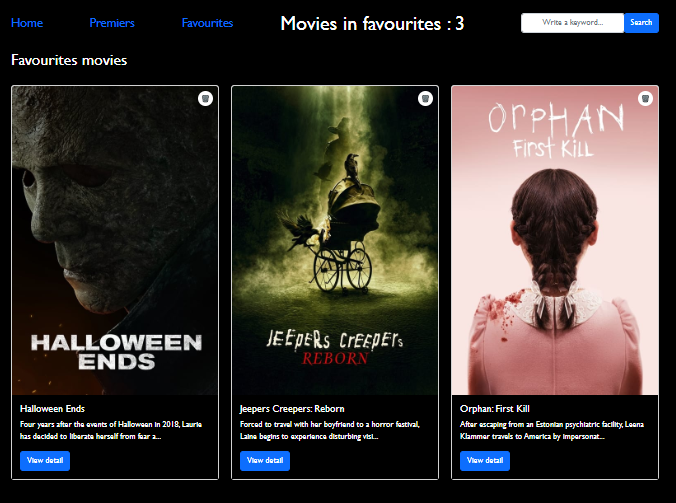 Home Premiers Favourites Movies in favourites : 3 Write a keyword... Search
Favourites movies
HALLOWEEN
ENDS
JEEPERS CREEPERS
REBORN
ORPHAN
FIRST KILL
Halloween Ends
Four years after the events of Halloween in 2018, Laurie
has decided to liberate herself from fear a...
View detail
Jeepers Creepers: Reborn
Forced to travel with her boyfriend to a horror festival,
Laine begins to experience disturbing visi...
View detail
Orphan: First Kill
After escaping from an Estonian psychiatric facility, Leena
Klammer travels to America by impersonat...
View detail